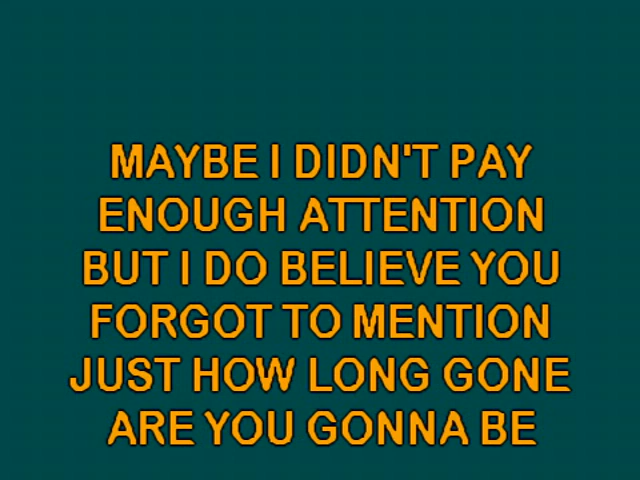 MAYBE I DIDN'T PAY
ENOUGH ATTENTION
BUT I DO BELIEVE YOU
FORGOT TO MENTION
JUST HOW LONG GONE
ARE YOU GONNA BE